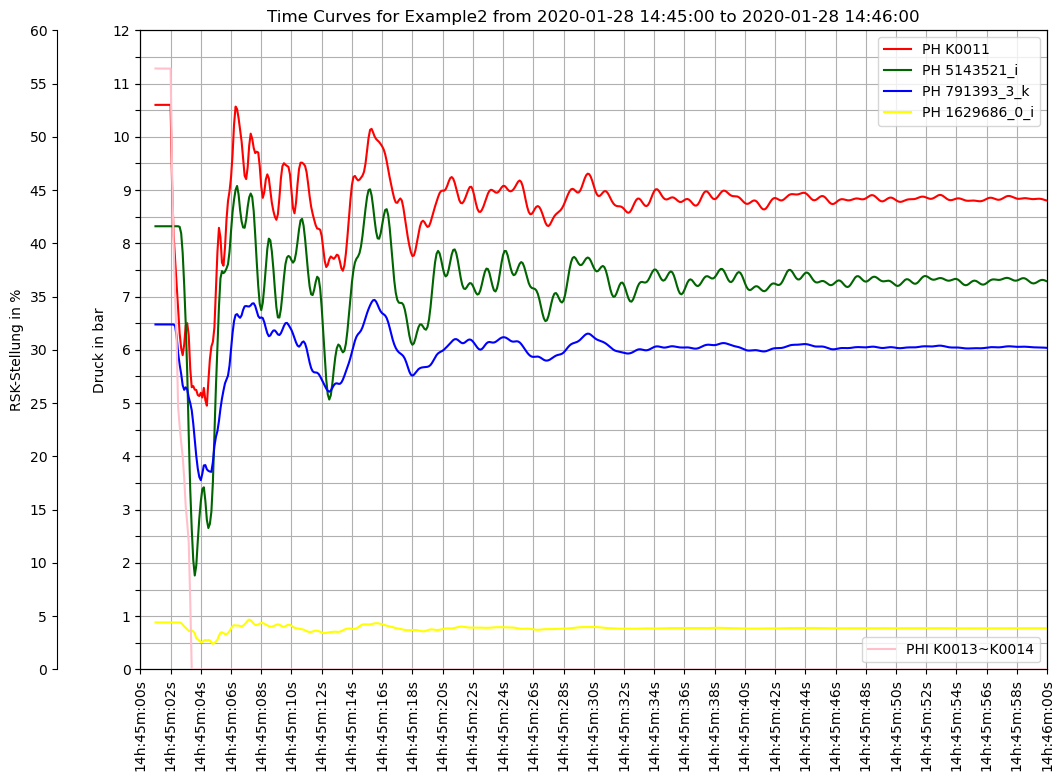 Time Curves for Example2 from 2020-01-28 14:45:00 to 2020-01-28 14:46:00
RSK-Stellung in %
60
55
50
45
40
35
30
25
20
15
10
5
0
Druck in bar
12
11
10
9
8
7
6
5
4
3
2
1
0
PH K0011
PH 5143521_i
PH 791393_3_k
PH 1629686_0_i
PHI K0013~K0014
14h:45m:00s
14h:45m:02s
14h:45m:04s
14h:45m:06s
14h:45m:08s
14h:45m:10s
14h:45m:12s
14h:45m:14s
14h:45m:16s
14h:45m:18s
14h:45m:20s
14h:45m:22s
14h:45m:24s
14h:45m:26s
14h:45m:28s
14h:45m:30s
14h:45m:32s
14h:45m:34s
14h:45m:36s
14h:45m:38s
14h:45m:40s
14h:45m:42s
14h:45m:44s
14h:45m:46s
14h:45m:48s
14h:45m:50s
14h:45m:52s
14h:45m:54s
14h:45m:56s
14h:45m:58s
14h:46m:00s